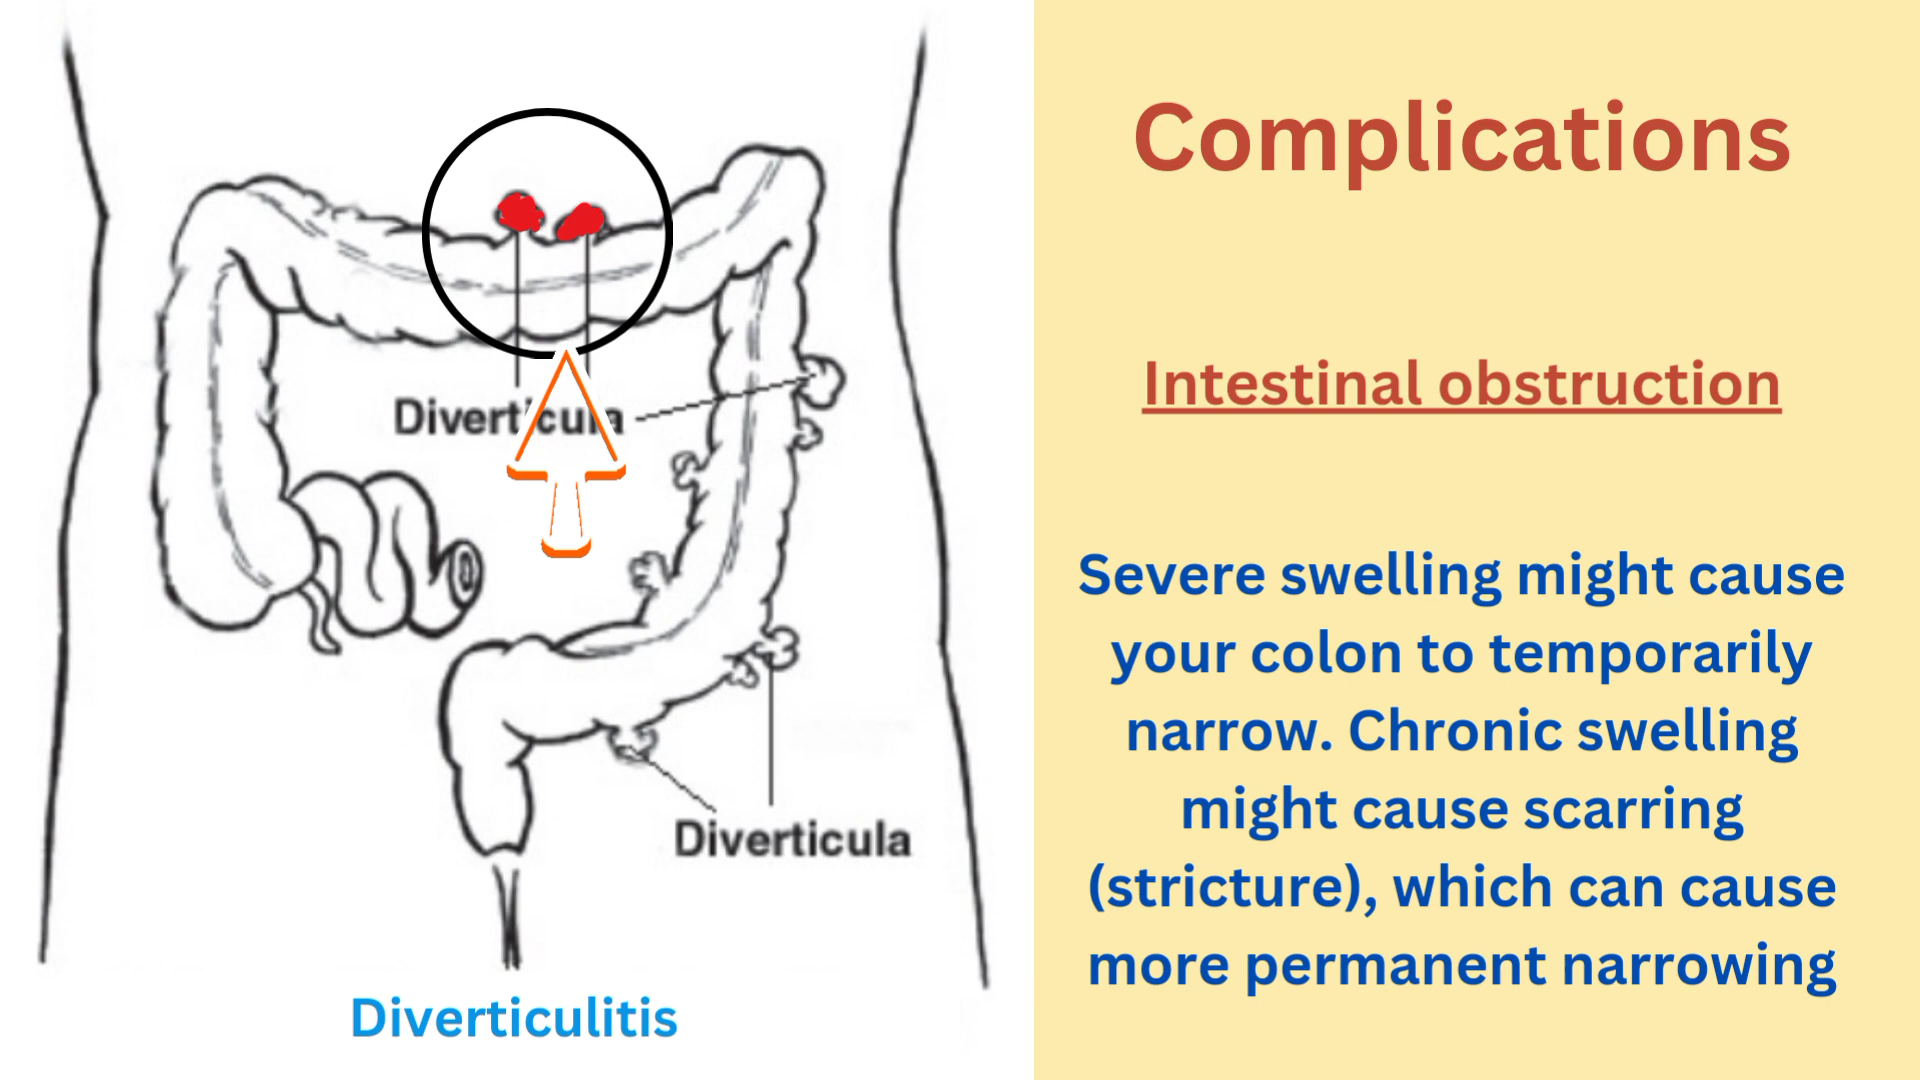 Complications
Intestinal obstruction
Severe swelling might cause
your colon to temporarily
narrow. Chronic swelling
might cause scarring
(stricture), which can cause
more permanent narrowing
Diverticula
Diverticula
Diverticulitis